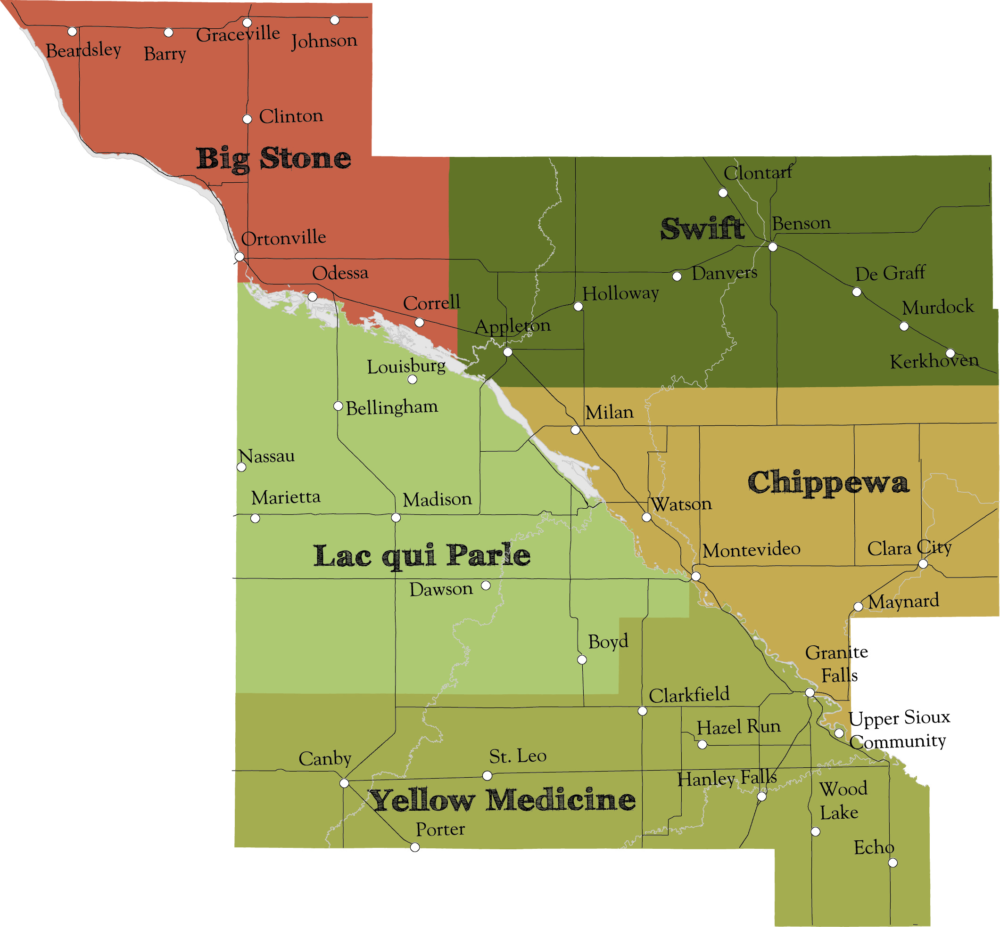 Graceville
Johnson
Beardsley
Barry
Clinton
Big Stone
Clontarf
Swift
Benson
Ortonville
Odessa
Danvers
De Graff
Holloway
Correll
Murdock
Appleton
Kerkhoven
Louisburg
Bellingham
Milan
Nassau
Chippewa
Marietta
Madison
Watson
Lac qui Parle
Montevideo
Clara City
Dawson
Maynard
Boyd
Granite
Falls
Clarkfield
Upper Sioux
Community
Hazel Run
Canby
St. Leo
Hanley Falls
Wood
Lake
Yellow Medicine
Porter
Echo